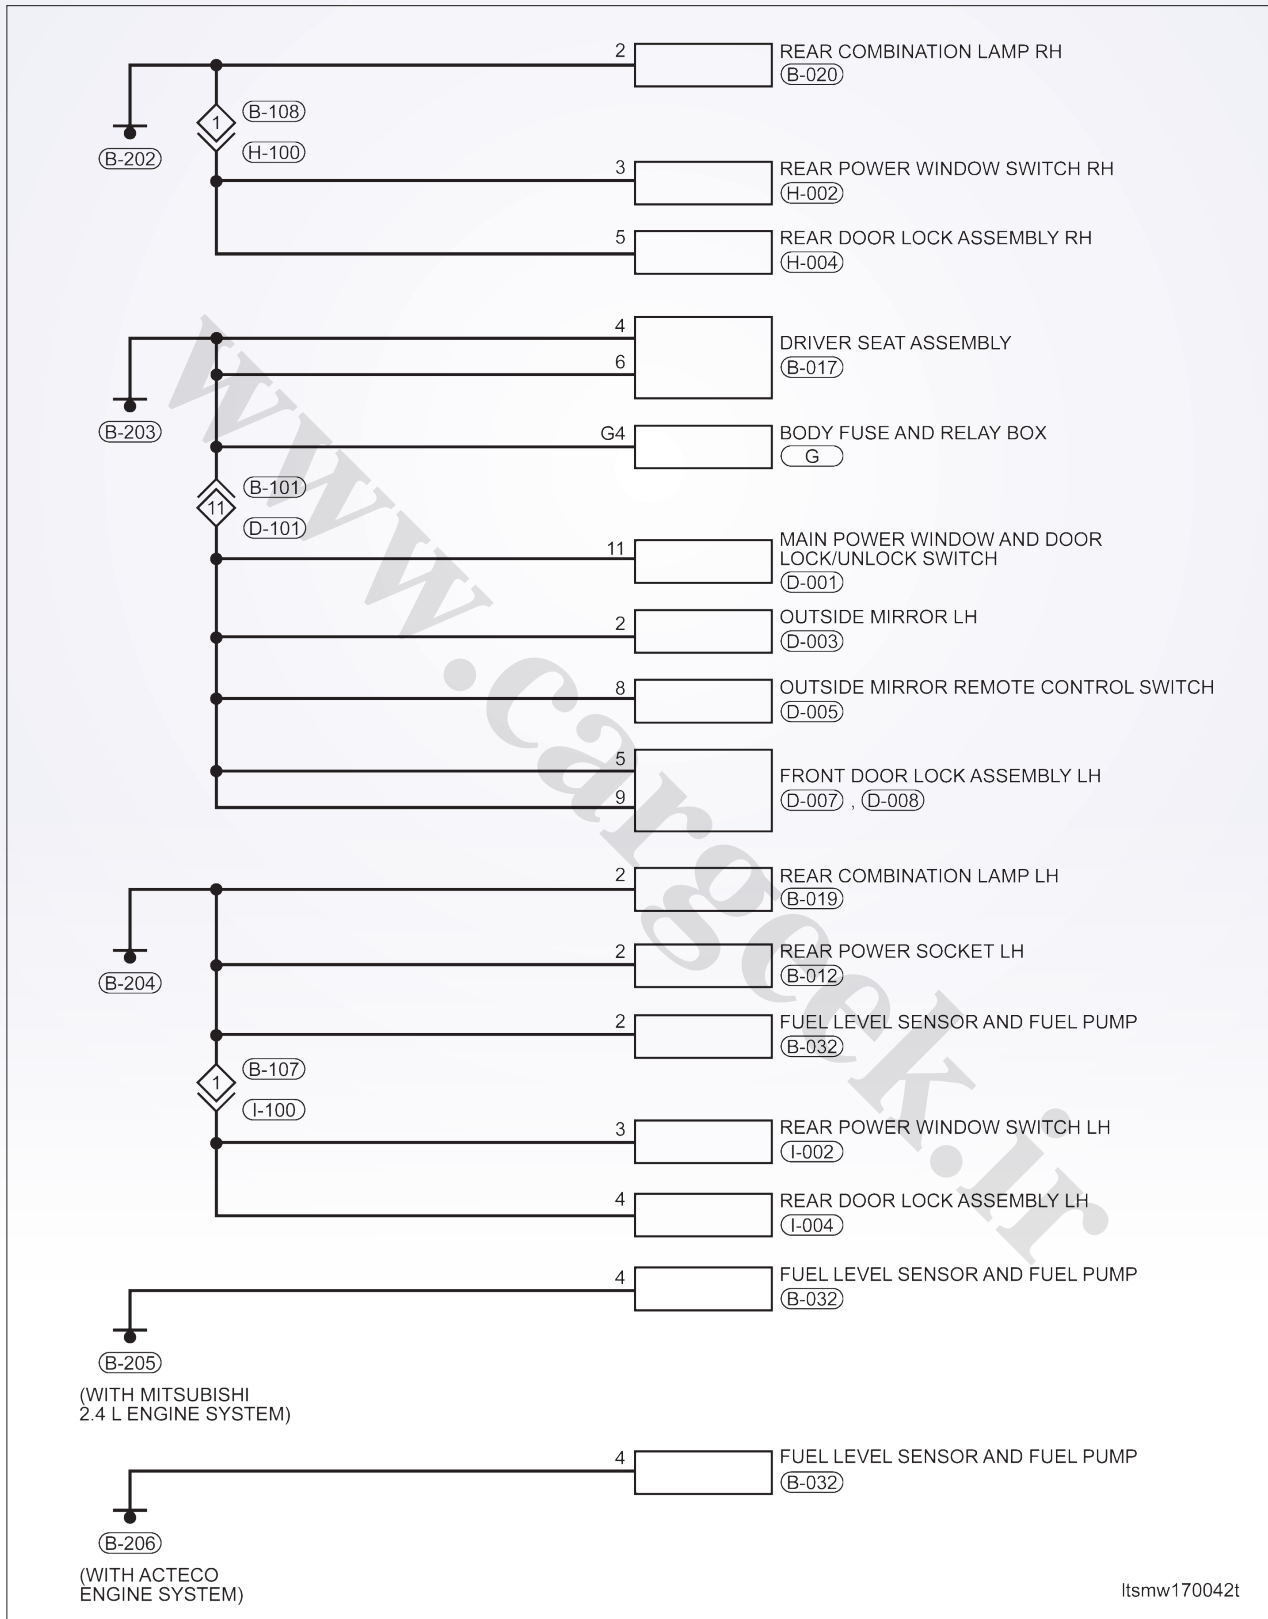 2
REAR COMBINATION LAMP RH
B-020
B-108
1
H-100
B-202
3
REAR POWER WINDOW SWITCH RH
H-002
5
REAR DOOR LOCK ASSEMBLY RH
H-004
4
6
DRIVER SEAT ASSEMBLY
B-017
B-203
G4
BODY FUSE AND RELAY BOX
G
B-101
11
D-101
11
MAIN POWER WINDOW AND DOOR
LOCK/UNLOCK SWITCH
D-001
2
OUTSIDE MIRROR LH
D-003
8
OUTSIDE MIRROR REMOTE CONTROL SWITCH
D-005
5
9
FRONT DOOR LOCK ASSEMBLY LH
D-007 , D-008
2
REAR COMBINATION LAMP LH
B-019
B-204
2
REAR POWER SOCKET LH
B-012
2
FUEL LEVEL SENSOR AND FUEL PUMP
B-032
B-107
1
I-100
3
REAR POWER WINDOW SWITCH LH
I-002
4
REAR DOOR LOCK ASSEMBLY LH
I-004
4
FUEL LEVEL SENSOR AND FUEL PUMP
B-032
B-205
(WITH MITSUBISHI
2.4 L ENGINE SYSTEM)
4
FUEL LEVEL SENSOR AND FUEL PUMP
B-032
B-206
(WITH ACTECO
ENGINE SYSTEM)
ltsmw170042t
www.cargeek.ir